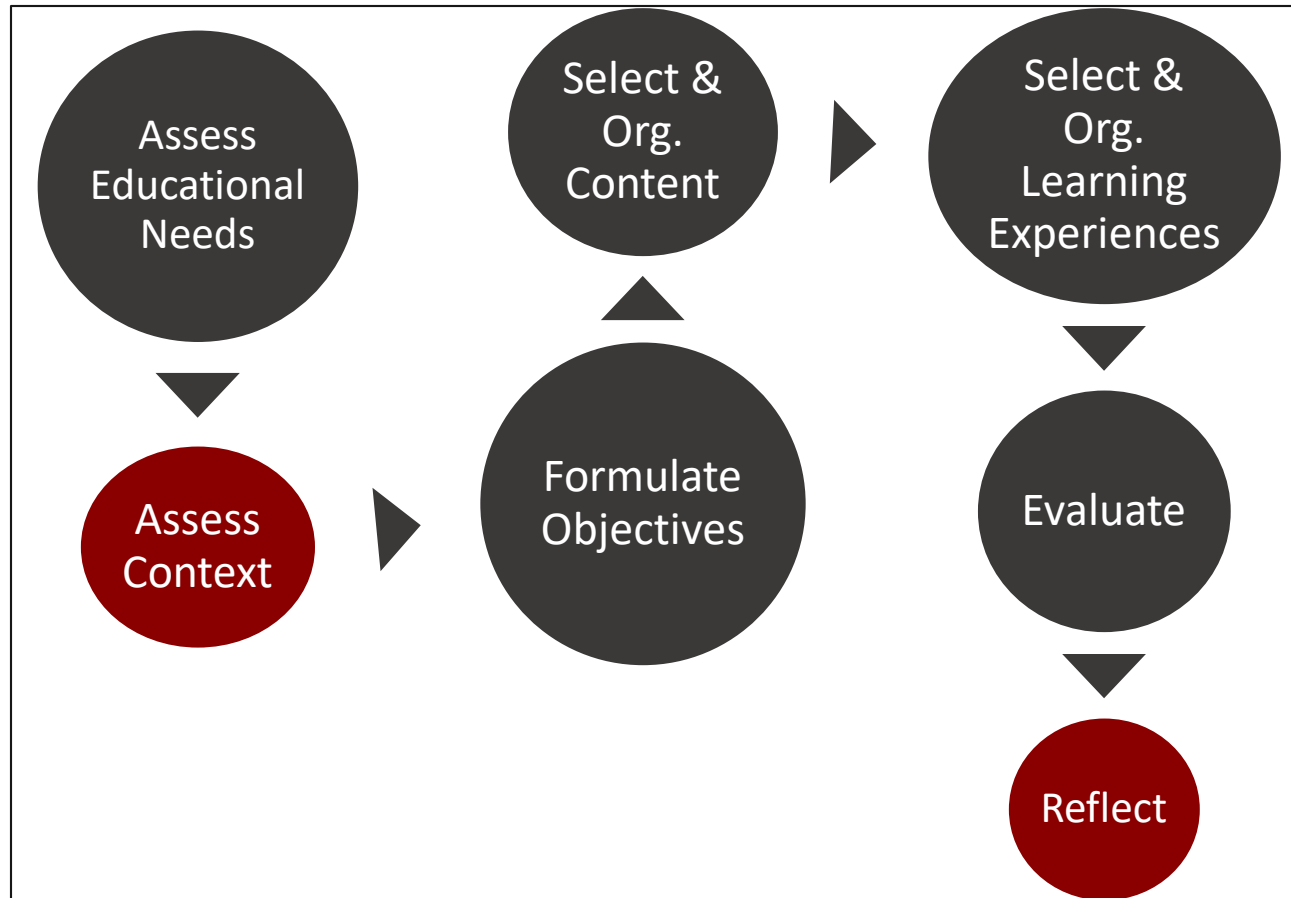 Assess
Educational
Needs
Assess
Context
Formulate
Objectives
Select &
Org.
Content
Select &
Org.
Learning
Experiences
Evaluate
Reflect